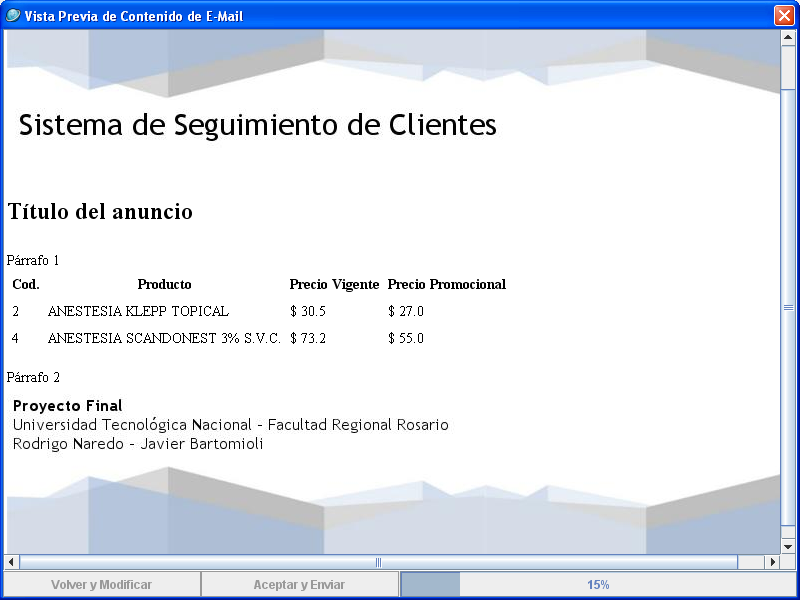 Vista Previa de Contenido de E-Mail
Sistema de Seguimiento de Clientes
Título del anuncio
Párrafo 1
Cod. Producto Precio Vigente Precio Promocional
2 ANESTESIA KLEPP TOPICAL $ 30.5 $ 27.0
4 ANESTESIA SCANDONEST 3% S.V.C. $ 73.2 $ 55.0
Párrafo 2
Proyecto Final
Universidad Tecnológica Nacional - Facultad Regional Rosario
Rodrigo Naredo - Javier Bartomioli
Volver y Modificar Aceptar y Enviar 15%